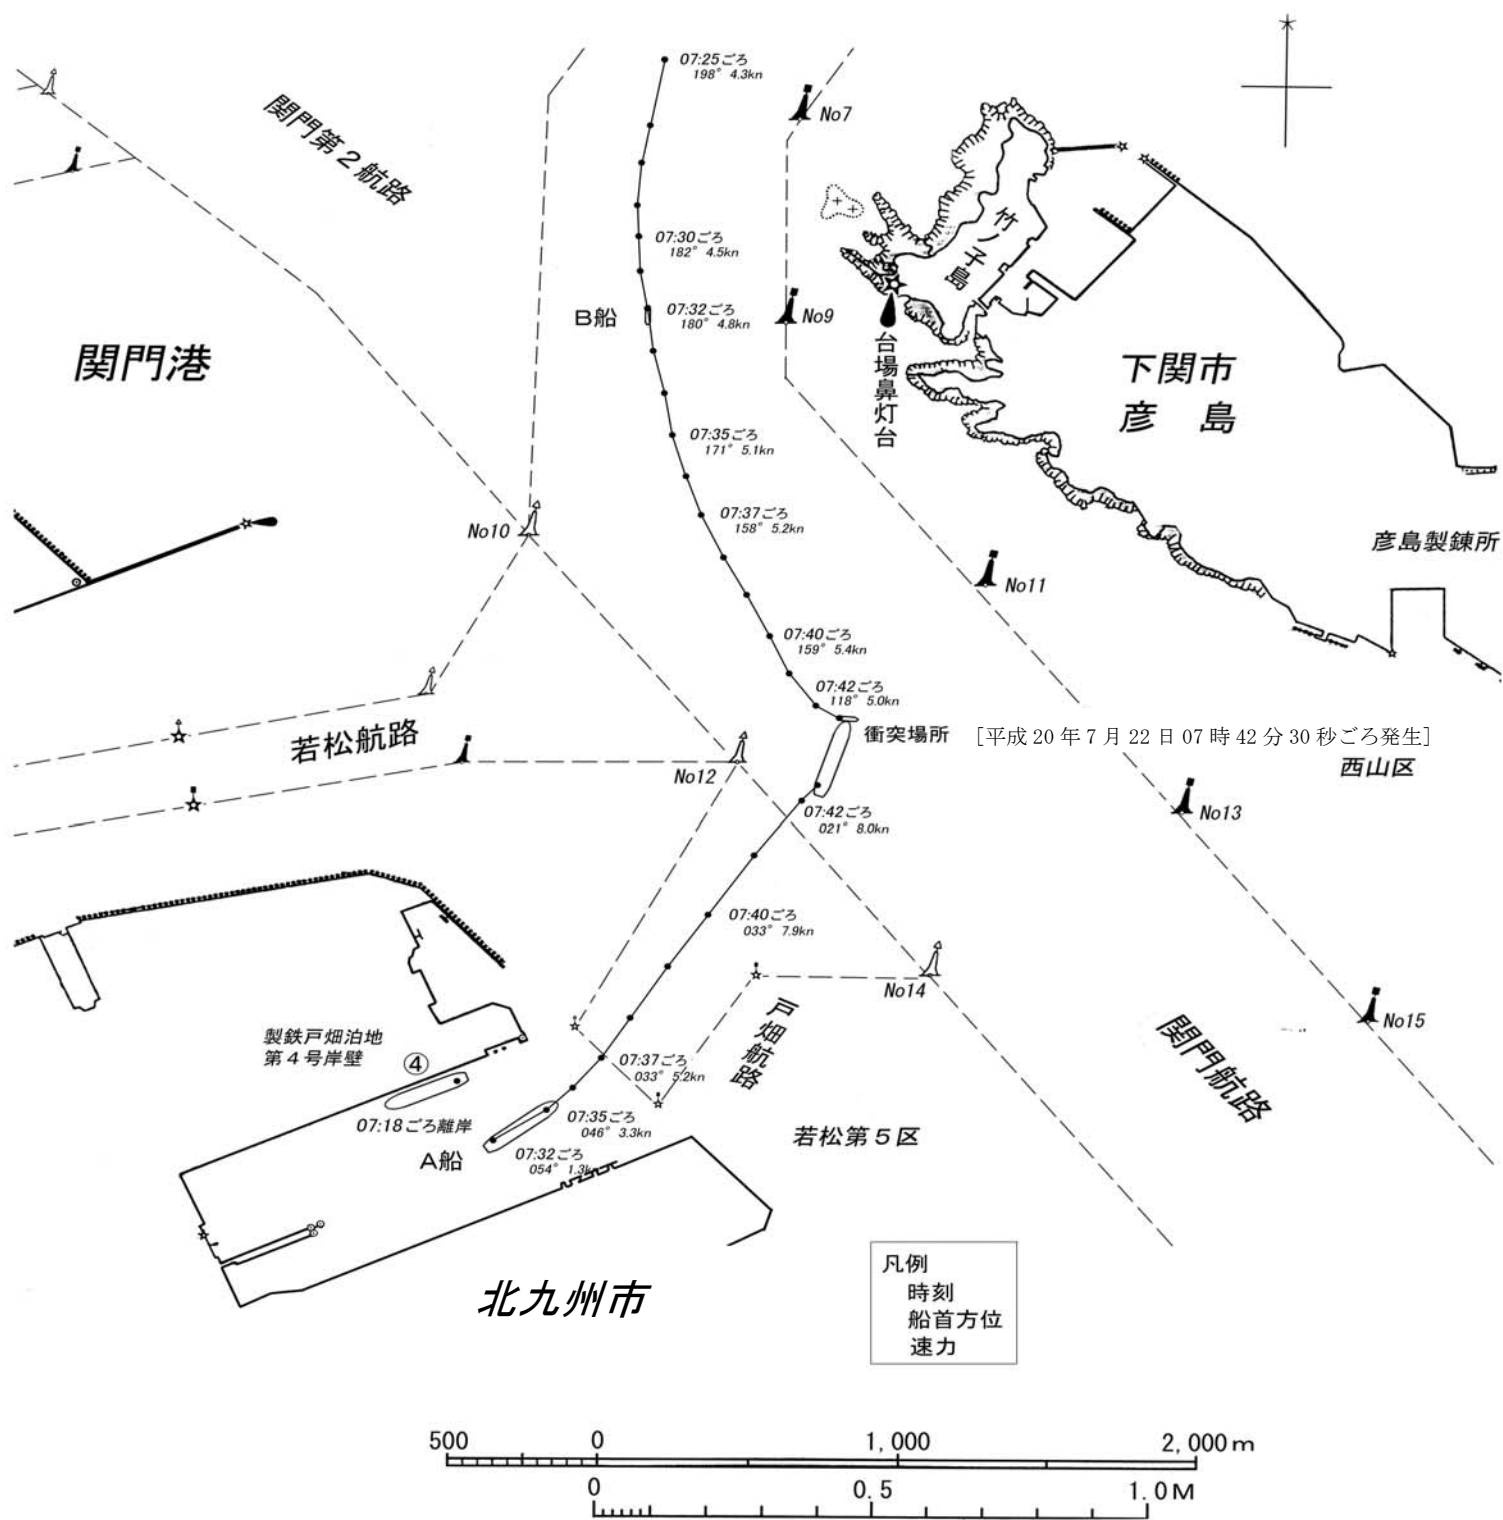 07:25ごろ
198° 4.3kn
関門第2航路
No7
竹ノ子島
07:30ごろ
182° 4.5kn
07:32ごろ
180° 4.8kn
B船
No9
台場鼻灯台
関門港
下関市
彦島
07:35ごろ
171° 5.1kn
07:37ごろ
158° 5.2kn
No10
彦島製錬所
No11
07:40ごろ
159° 5.4kn
07:42ごろ
118° 5.0kn
若松航路
衝突場所 [平成 20 年 7 月 22 日 07 時 42 分 30 秒ごろ発生]
西山区
No12
07:42ごろ
021° 8.0kn
No13
07:40ごろ
033° 7.9kn
No14
戸畑航路
No15
関門航路
製鉄戸畑泊地
第4号岸壁
④
07:18ごろ離岸
07:37ごろ
033° 5.2kn
07:35ごろ
046° 3.3kn
A船
07:32ごろ
054° 1.3kn
若松第5区
北九州市
凡例
時刻
船首方位
速力
500 0 1,000 2,000m
0 0.5 1.0M